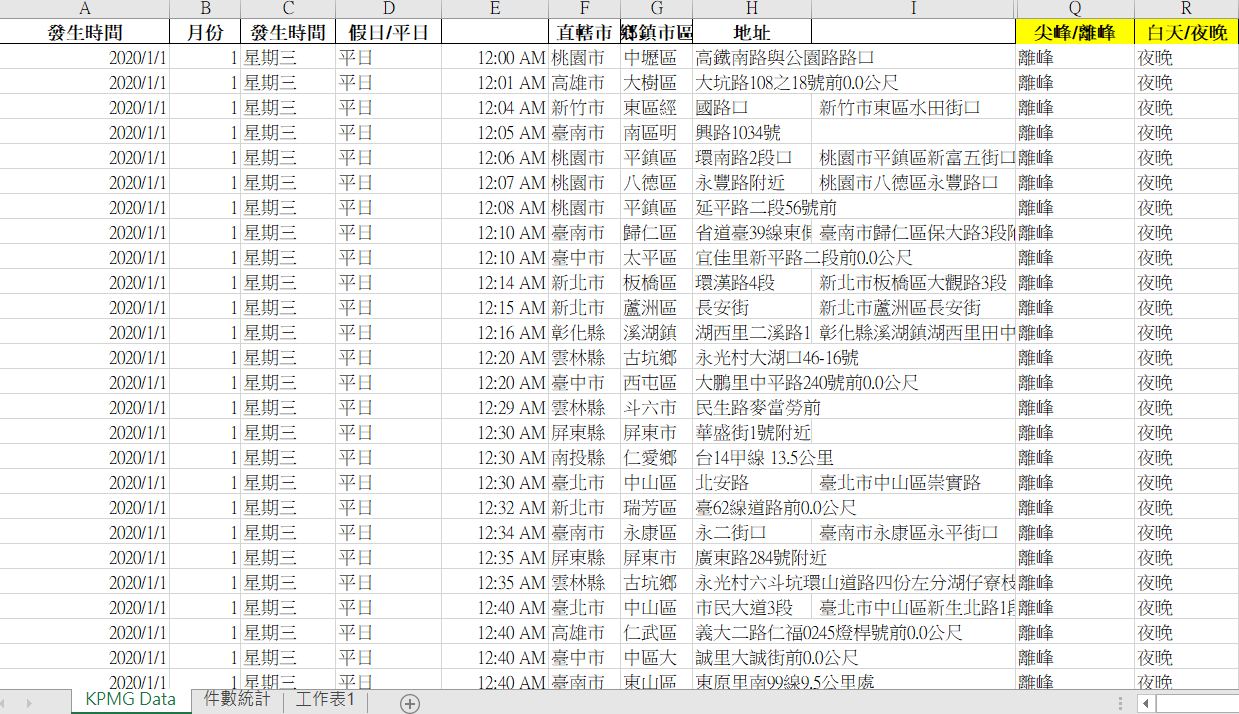 A B C D E F G H I Q R
發生時間 月份 發生時間 假日/平日 直轄市 鄉鎮市區 地址 尖峰/離峰 白天/夜晚
2020/1/1 1 星期三 平日 12:00 AM 桃園市 中壢區 高鐵南路與公園路路口 離峰 夜晚
2020/1/1 1 星期三 平日 12:01 AM 高雄市 大樹區 大坑路108之18號前0.0公尺 離峰 夜晚
2020/1/1 1 星期三 平日 12:04 AM 新竹市 東區經 國路口 新竹市東區水田街口 離峰 夜晚
2020/1/1 1 星期三 平日 12:05 AM 臺南市 南區明 興路1034號 離峰 夜晚
2020/1/1 1 星期三 平日 12:06 AM 桃園市 平鎮區 環南路2段口 桃園市平鎮區新富五街口 離峰 夜晚
2020/1/1 1 星期三 平日 12:07 AM 桃園市 八德區 永豐路附近 桃園市八德區永豐路口 離峰 夜晚
2020/1/1 1 星期三 平日 12:08 AM 桃園市 平鎮區 延平路二段56號前 離峰 夜晚
2020/1/1 1 星期三 平日 12:10 AM 臺南市 歸仁區 省道臺39線東 臺南市歸仁區保大路3段 離峰 夜晚
2020/1/1 1 星期三 平日 12:10 AM 臺中市 太平區 宜佳里新平路二段前0.0公尺 離峰 夜晚
2020/1/1 1 星期三 平日 12:14 AM 新北市 板橋區 環漢路4段 新北市板橋區大觀路3段 離峰 夜晚
2020/1/1 1 星期三 平日 12:15 AM 新北市 蘆洲區 長安街 新北市蘆洲區長安街 離峰 夜晚
2020/1/1 1 星期三 平日 12:16 AM 彰化縣 溪湖鎮 湖西里二溪路1 彰化縣溪湖鎮湖西里田中 離峰 夜晚
2020/1/1 1 星期三 平日 12:20 AM 雲林縣 古坑鄉 永光村大湖口46-16號 離峰 夜晚
2020/1/1 1 星期三 平日 12:20 AM 臺中市 西屯區 大鵬里中平路240號前0.0公尺 離峰 夜晚
2020/1/1 1 星期三 平日 12:29 AM 雲林縣 斗六市 民生路麥當勞前 離峰 夜晚
2020/1/1 1 星期三 平日 12:30 AM 屏東縣 屏東市 華盛街1號附近 離峰 夜晚
2020/1/1 1 星期三 平日 12:30 AM 南投縣 仁愛鄉 台14甲線 13.5公里 離峰 夜晚
2020/1/1 1 星期三 平日 12:30 AM 臺北市 中山區 北安路 臺北市中山區崇實路 離峰 夜晚
2020/1/1 1 星期三 平日 12:32 AM 新北市 瑞芳區 臺62線道路前0.0公尺 離峰 夜晚
2020/1/1 1 星期三 平日 12:34 AM 臺南市 永康區 永二街口 臺南市永康區永平街口 離峰 夜晚
2020/1/1 1 星期三 平日 12:35 AM 屏東縣 屏東市 廣東路284號附近 離峰 夜晚
2020/1/1 1 星期三 平日 12:35 AM 雲林縣 古坑鄉 永光村六斗坑環山道路四份左分湖仔寮枝 離峰 夜晚
2020/1/1 1 星期三 平日 12:40 AM 臺北市 中山區 市民大道3段 臺北市中山區新生北路1段 離峰 夜晚
2020/1/1 1 星期三 平日 12:40 AM 高雄市 仁武區 義大二路仁福0245燈桿號前0.0公尺 離峰 夜晚
2020/1/1 1 星期三 平日 12:40 AM 臺中市 中區大 誠里大誠街前0.0公尺 離峰 夜晚
2020/1/1 1 星期三 平日 12:40 AM 臺南市 東山區 東原里南99線9.5公里處 離峰 夜晚
KPMG Data 件數統計 工作表1